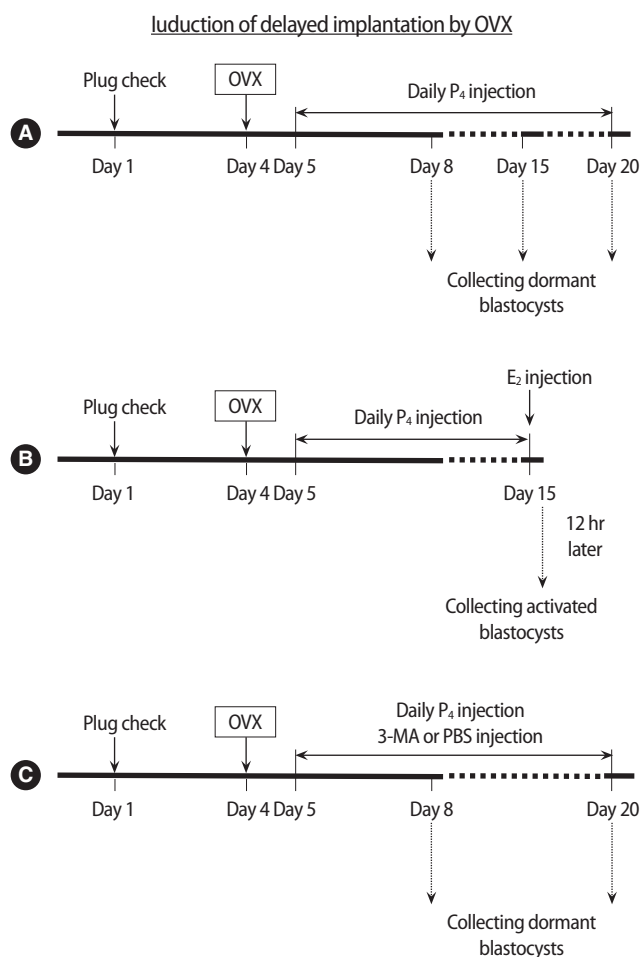 Iuduction of delayed implantation by OVX
Plug check
OVX
Daily P₄ injection
A
Day 1
Day 4 Day 5
Day 8
Day 15
Day 20
Collecting dormant
blastocysts
E₂ injection
Plug check
OVX
Daily P₄ injection
B
Day 1
Day 4 Day 5
Day 15
12 hr
later
Collecting activated
blastocysts
Plug check
OVX
Daily P₄ injection
3-MA or PBS injection
C
Day 1
Day 4 Day 5
Day 8
Day 20
Collecting dormant
blastocysts